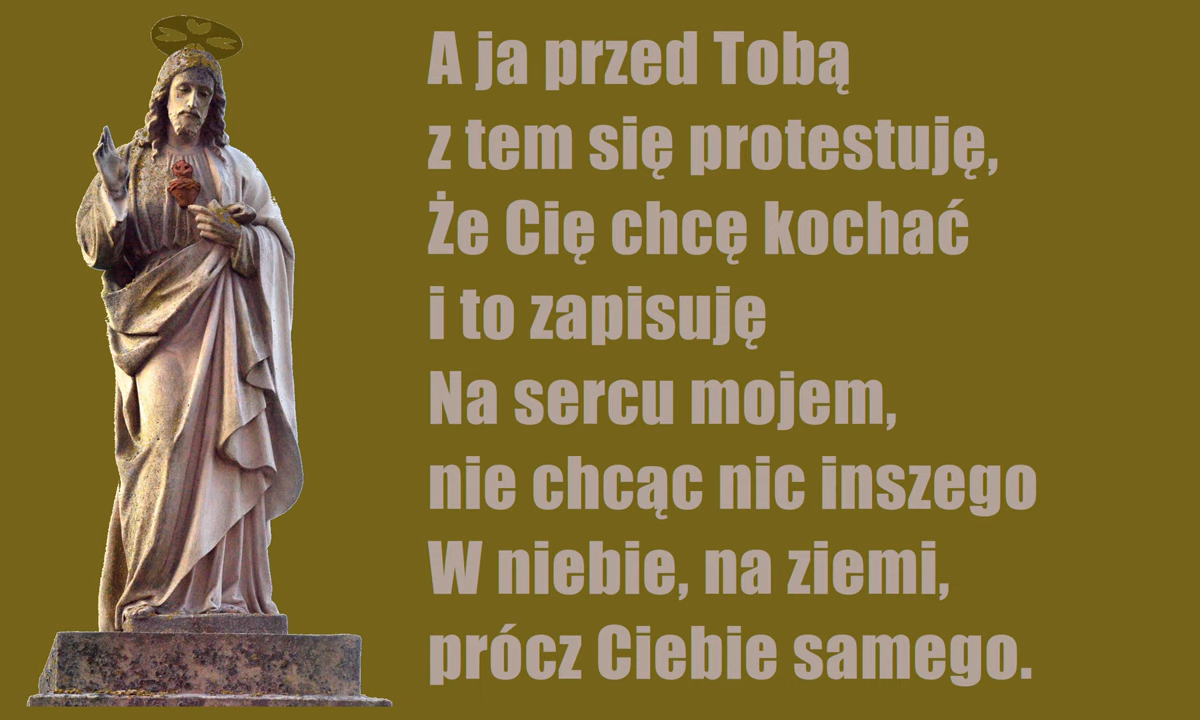 A ja przed Tobą
z tem się protestuję,
Że Cię chcę kochać
i to zapisuję
Na sercu mojem,
nie chcąc nic inszego
W niebie, na ziemi,
prócz Ciebie samego.